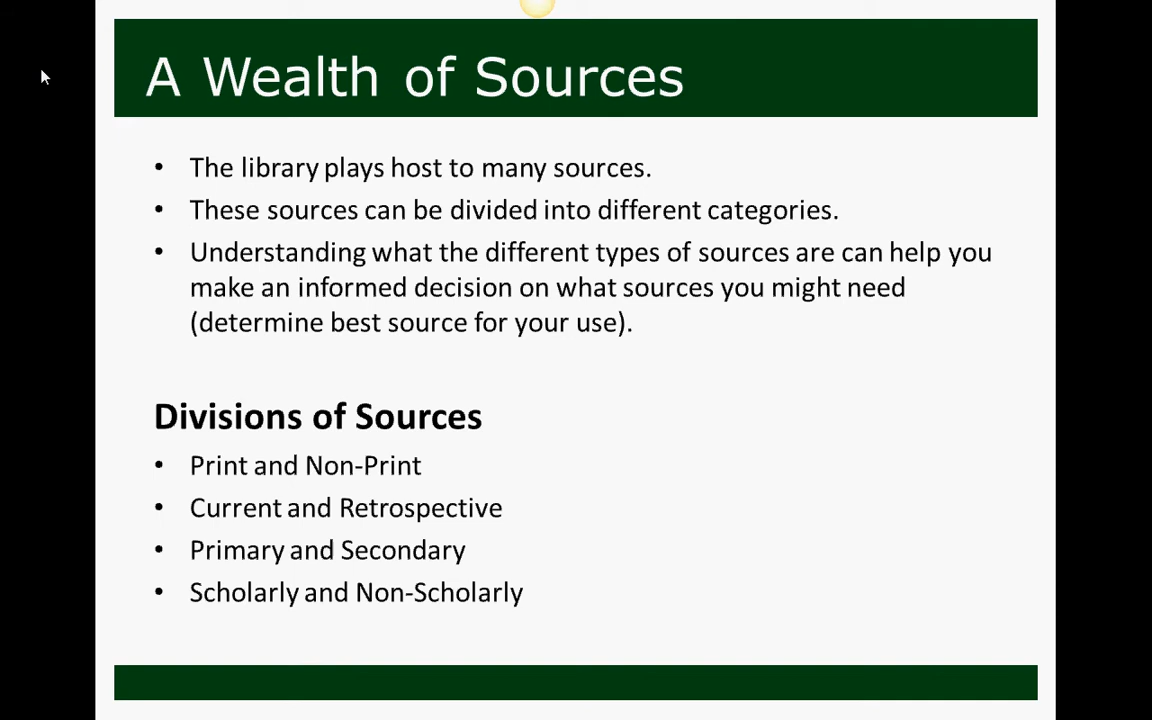 A Wealth of Sources
• The library plays host to many sources.
• These sources can be divided into different categories.
• Understanding what the different types of sources are can help you
make an informed decision on what sources you might need
(determine best source for your use).
Divisions of Sources
• Print and Non-Print
• Current and Retrospective
• Primary and Secondary
• Scholarly and Non-Scholarly